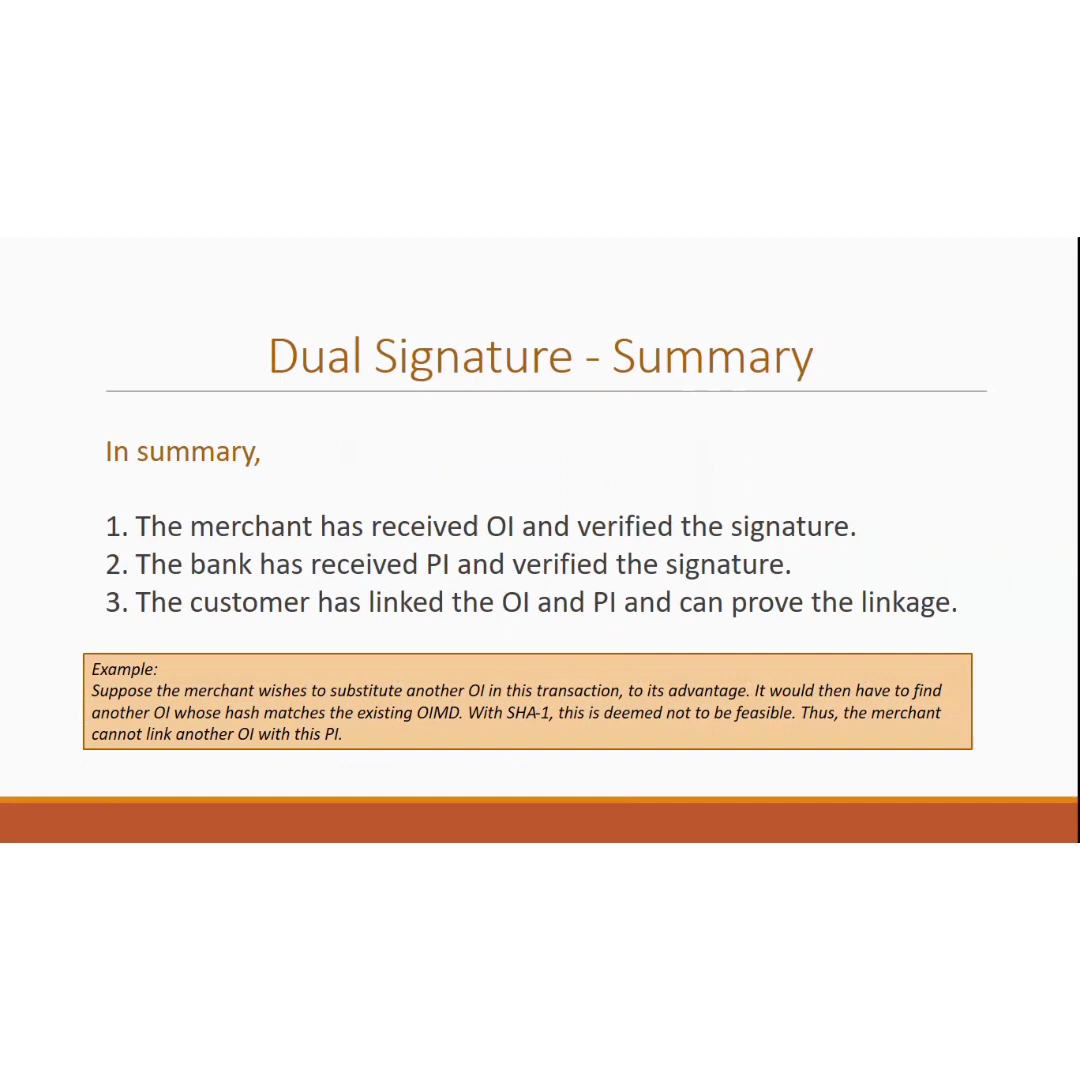 Dual Signature - Summary
In summary,
1. The merchant has received OI and verified the signature.
2. The bank has received PI and verified the signature.
3. The customer has linked the OI and PI and can prove the linkage.
Example:
Suppose the merchant wishes to substitute another OI in this transaction, to its advantage. It would then have to find
another OI whose hash matches the existing OIMD. With SHA-1, this is deemed not to be feasible. Thus, the merchant
cannot link another OI with this PI.